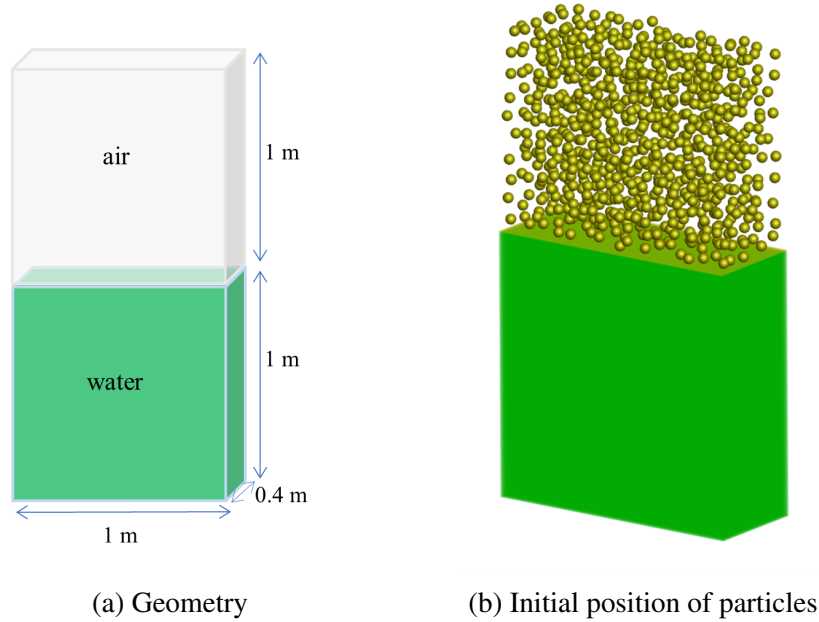 air
1 m
water
1 m
0.4 m
1 m
(a) Geometry
(b) Initial position of particles